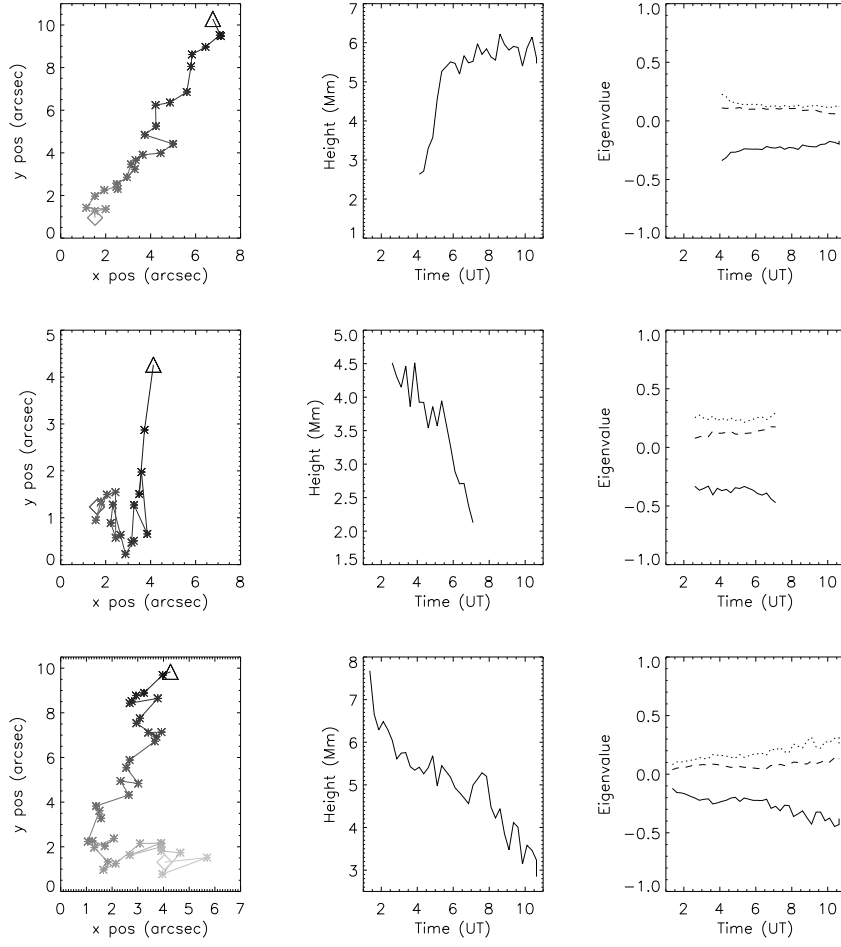 10
8
6
4
2
0
0 2 4 6 8
y pos (arcsec)
x pos (arcsec)
7
6
5
4
3
2
1
2 4 6 8 10
Height (Mm)
Time (UT)
1.0
0.5
0.0
−0.5
−1.0
2 4 6 8 10
Eigenvalue
Time (UT)
5
4
3
2
1
0
0 2 4 6 8
y pos (arcsec)
x pos (arcsec)
5.0
4.5
4.0
3.5
3.0
2.5
2.0
1.5
2 4 6 8 10
Height (Mm)
Time (UT)
1.0
0.5
0.0
−0.5
−1.0
2 4 6 8 10
Eigenvalue
Time (UT)
10
8
6
4
2
0
0 1 2 3 4 5 6 7
y pos (arcsec)
x pos (arcsec)
8
7
6
5
4
3
2 4 6 8 10
Height (Mm)
Time (UT)
1.0
0.5
0.0
−0.5
−1.0
2 4 6 8 10
Eigenvalue
Time (UT)